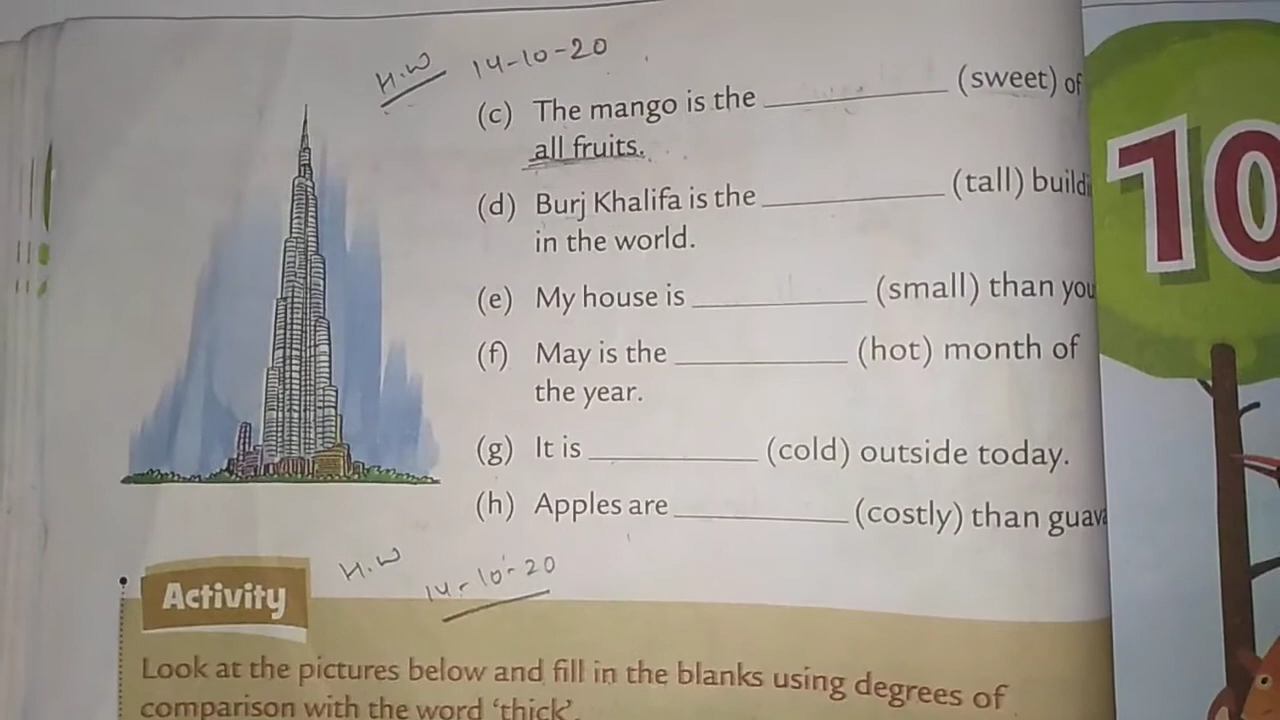 H.W 14-10-20
(c) The mango is the ____________ (sweet) of
all fruits.
(d) Burj Khalifa is the ____________ (tall) buildi
in the world.
(e) My house is ____________ (small) than you
(f) May is the ____________ (hot) month of
the year.
(g) It is ____________ (cold) outside today.
(h) Apples are ____________ (costly) than guava
H.W 14-10-20
Activity
Look at the pictures below and fill in the blanks using degrees of
comparison with the word ‘thick’.
10